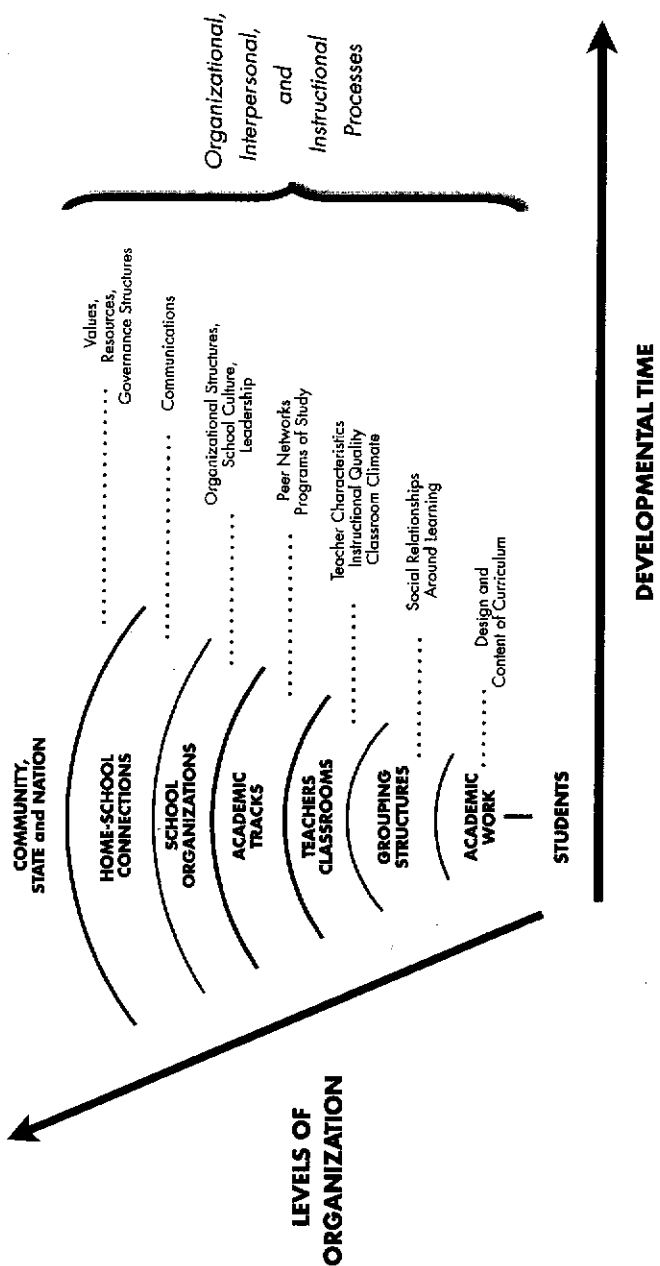 COMMUNITY,
STATE and NATION
HOME-SCHOOL
CONNECTIONS
SCHOOL
ORGANIZATIONS
ACADEMIC
TRACKS
TEACHERS
CLASSROOMS
GROUPING
STRUCTURES
ACADEMIC
WORK
STUDENTS
Values,
Resources,
Governance Structures
Communications
Organizational Structures,
School Culture,
Leadership
Peer Networks
Programs of Study
Teacher Characteristics
Instructional Quality
Classroom Climate
Social Relationships
Around Learning
Design and
Content of Curriculum
Organizational,
Interpersonal,
and
Instructional
Processes
LEVELS OF
ORGANIZATION
DEVELOPMENTAL TIME